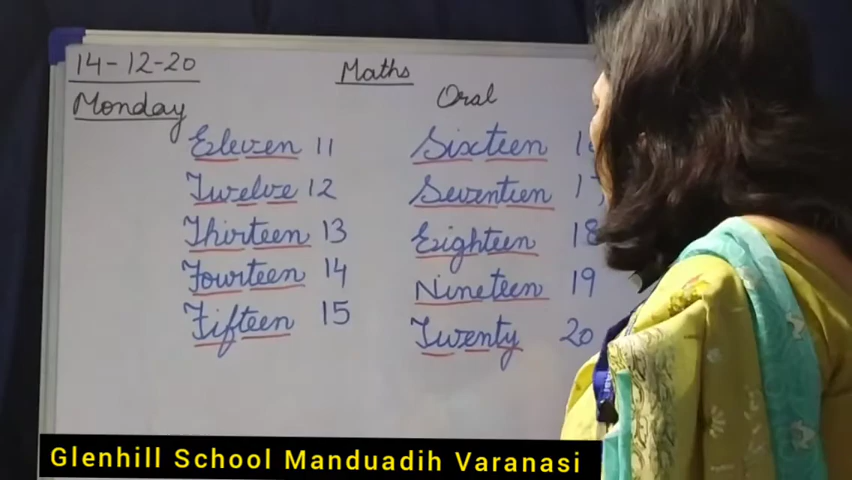 14-12-20
Maths
Monday
Oral
Eleven 11
Twelve 12
Thirteen 13
Fourteen 14
Fifteen 15
Sixteen
Seventeen 17
Eighteen 18
Nineteen 19
Twenty 20
Glenhill School Manduadih Varanasi